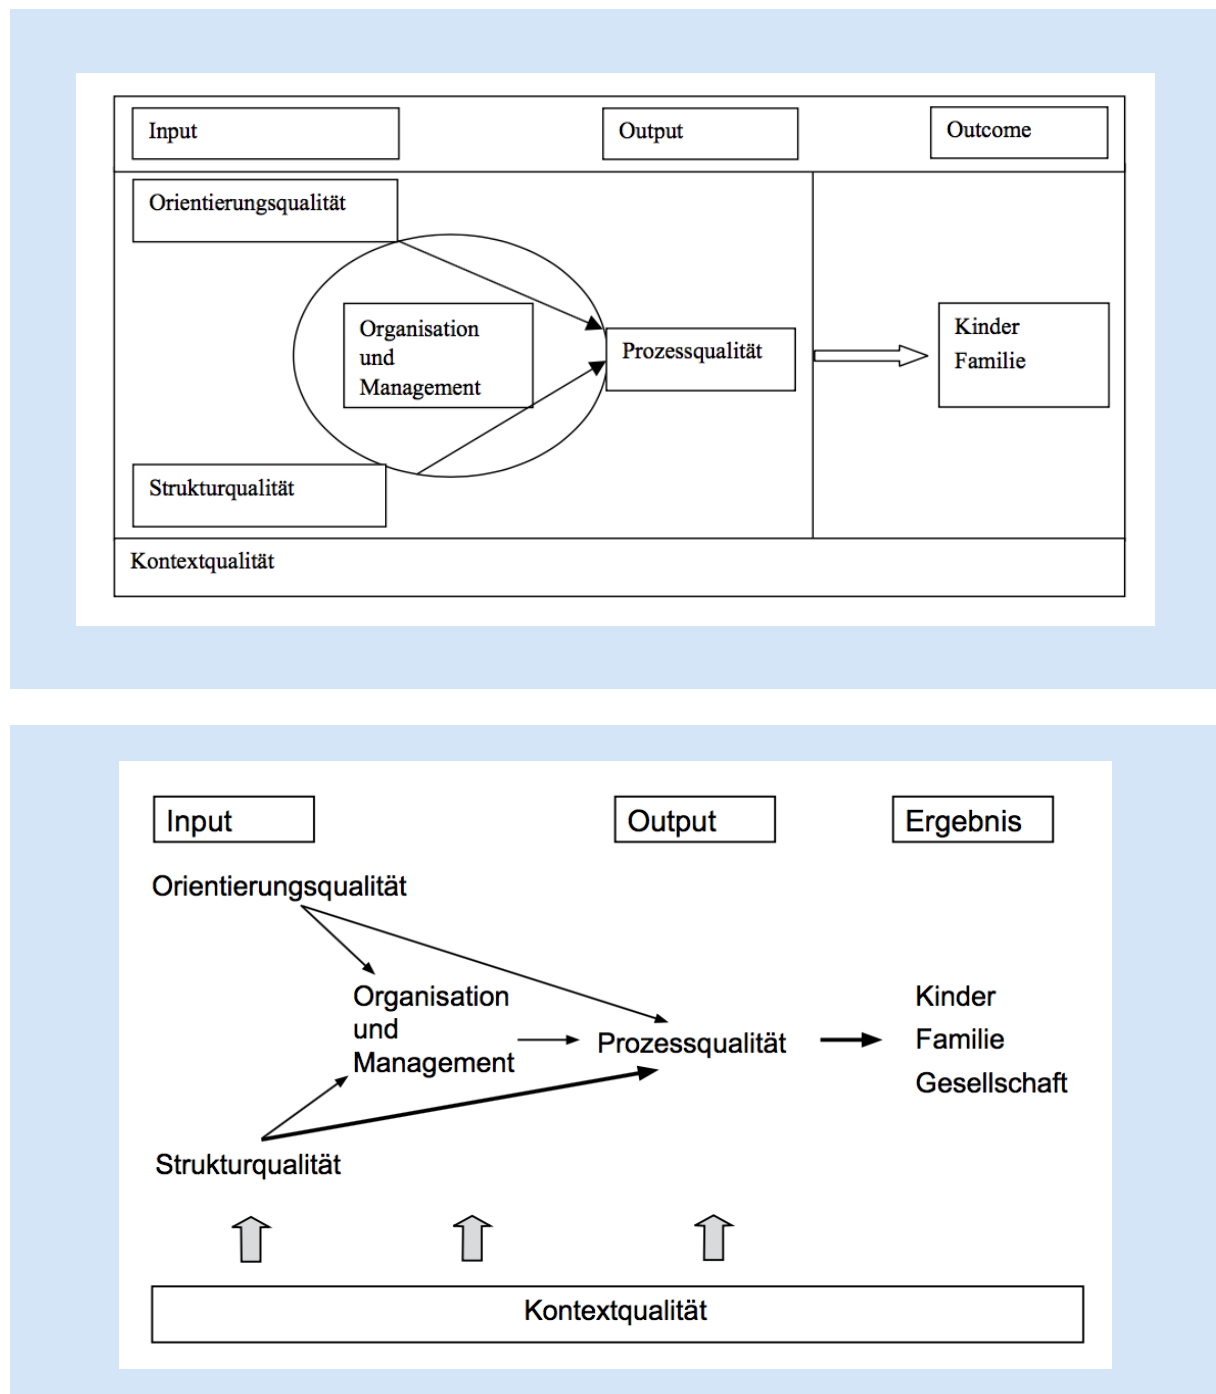 Input
Output
Outcome
Orientierungsqualität
Organisation
und
Management
Prozessqualität
Kinder
Familie
Strukturqualität
Kontextqualität
Input
Output
Ergebnis
Orientierungsqualität
Organisation
und
Management
Prozessqualität
Kinder
Familie
Gesellschaft
Strukturqualität
Kontextqualität